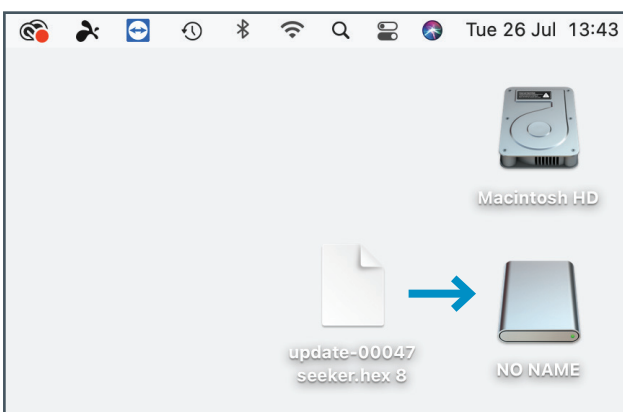 Tue 26 Jul 13:43
Macintosh HD
update-00047
seeker.hex 8
NO NAME